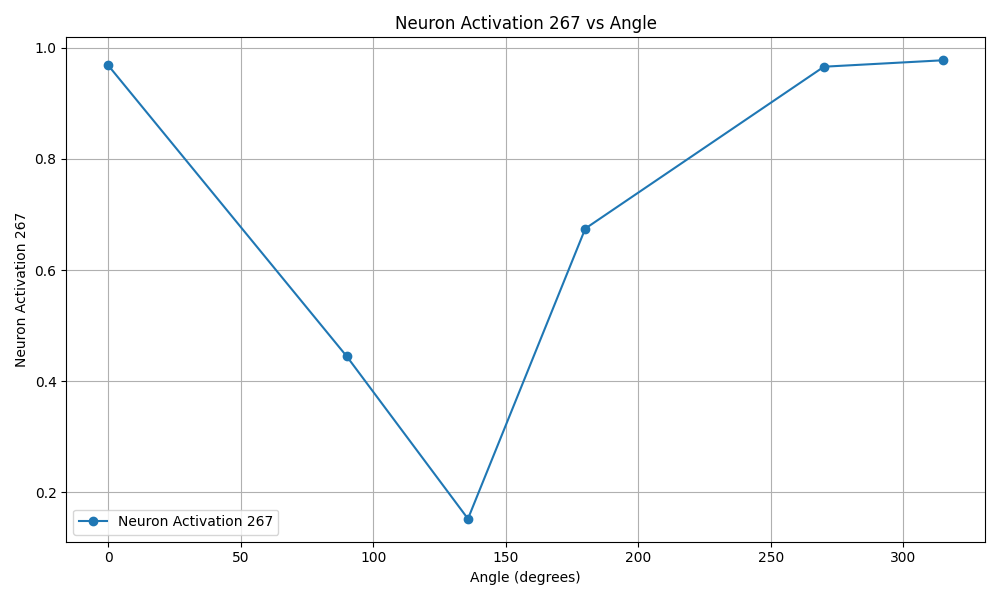 Neuron Activation 267 vs Angle
Neuron Activation 267
1.0
0.8
0.6
0.4
0.2
Neuron Activation 267
0 50 100 150 200 250 300
Angle (degrees)